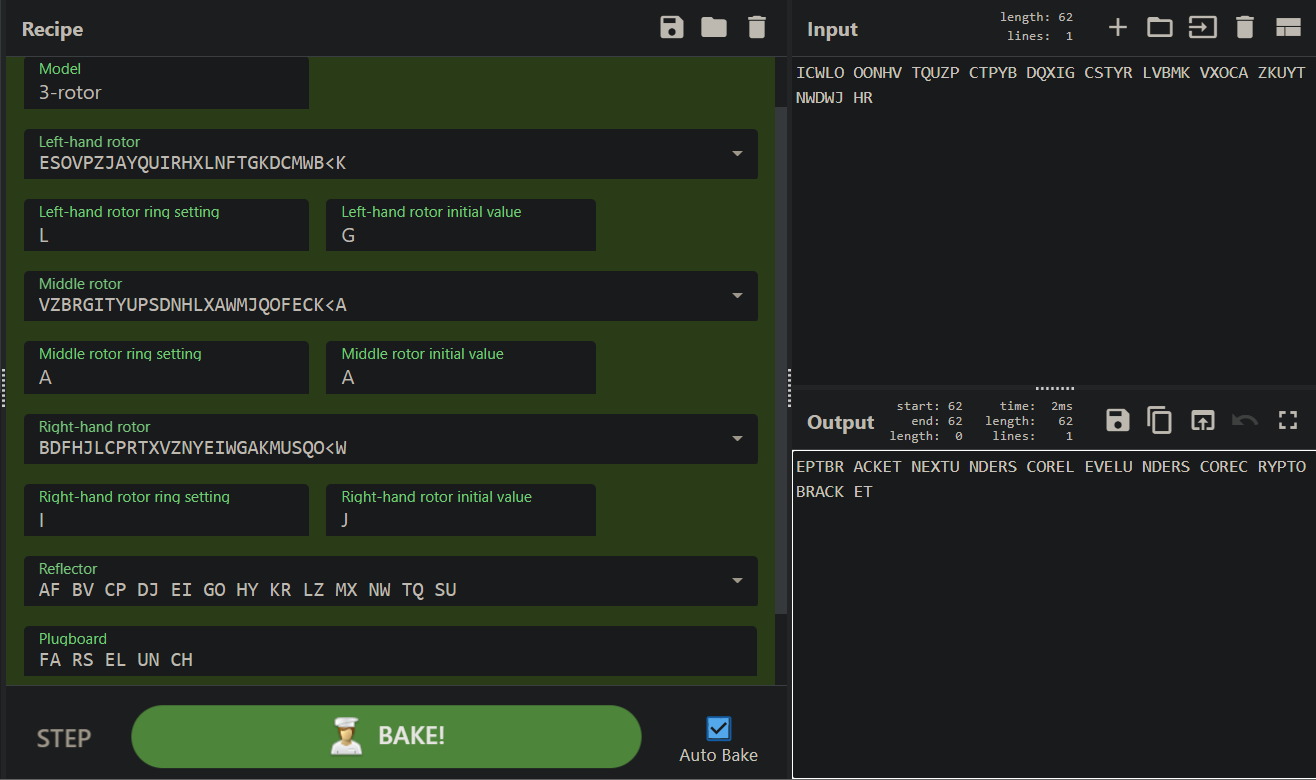 Recipe
Model
3-rotor
Left-hand rotor
ESOVPZJAYQUIRHXLNFTGKDCMWB<K
Left-hand rotor ring setting
L
Left-hand rotor initial value
G
Middle rotor
VZBRGITYUPSDNHLXAWMJQOFECK<A
Middle rotor ring setting
A
Middle rotor initial value
A
Right-hand rotor
BDFHJLCPRTXVZNYEIWGAKMUSQO<W
Right-hand rotor ring setting
I
Right-hand rotor initial value
J
Reflector
AF BV CP DJ EI GO HY KR LZ MX NW TQ SU
Plugboard
FA RS EL UN CH
STEP
BAKE!
Auto Bake
Input
length: 62
lines: 1
ICWLO OONHV TQUZP CTPYB DQXIG CSTYR LVBMK VXOCA ZKUYT
NWDWJ HR
Output
start: 62 time: 2ms
end: 62 length: 62
length: 0 lines: 1
EPTBR ACKET NEXTU NDERS COREL EVELU NDERS COREC RYPTO
BRACK ET